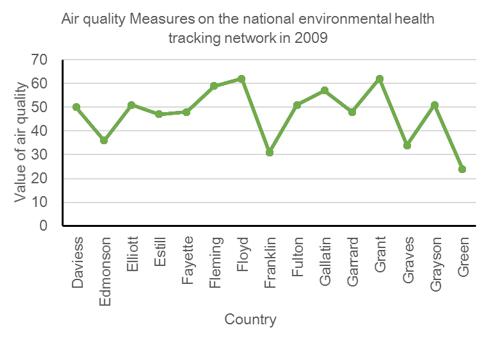 Air quality Measures on the national environmental health
tracking network in 2009
Value of air quality
70
60
50
40
30
20
10
0
Daviess
Edmonson
Elliott
Estill
Fayette
Fleming
Floyd
Franklin
Fulton
Gallatin
Garrard
Grant
Graves
Grayson
Green
Country